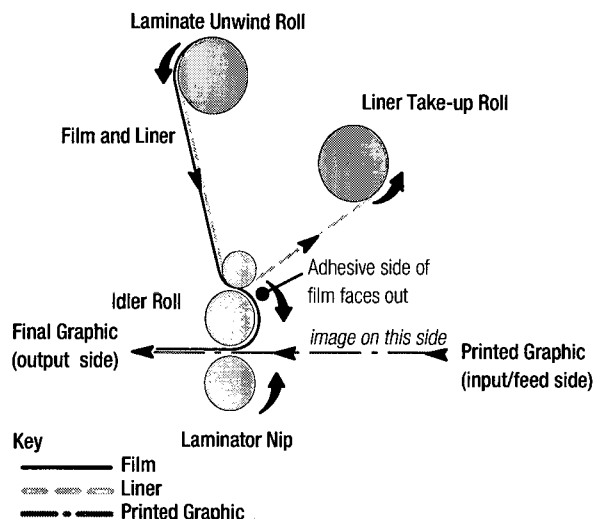 Laminate Unwind Roll
Liner Take-up Roll
Film and Liner
Adhesive side of
film faces out
Idler Roll
Final Graphic
(output side)
image on this side
Printed Graphic
(input/feed side)
Laminator Nip
Key
Film
Liner
Printed Graphic